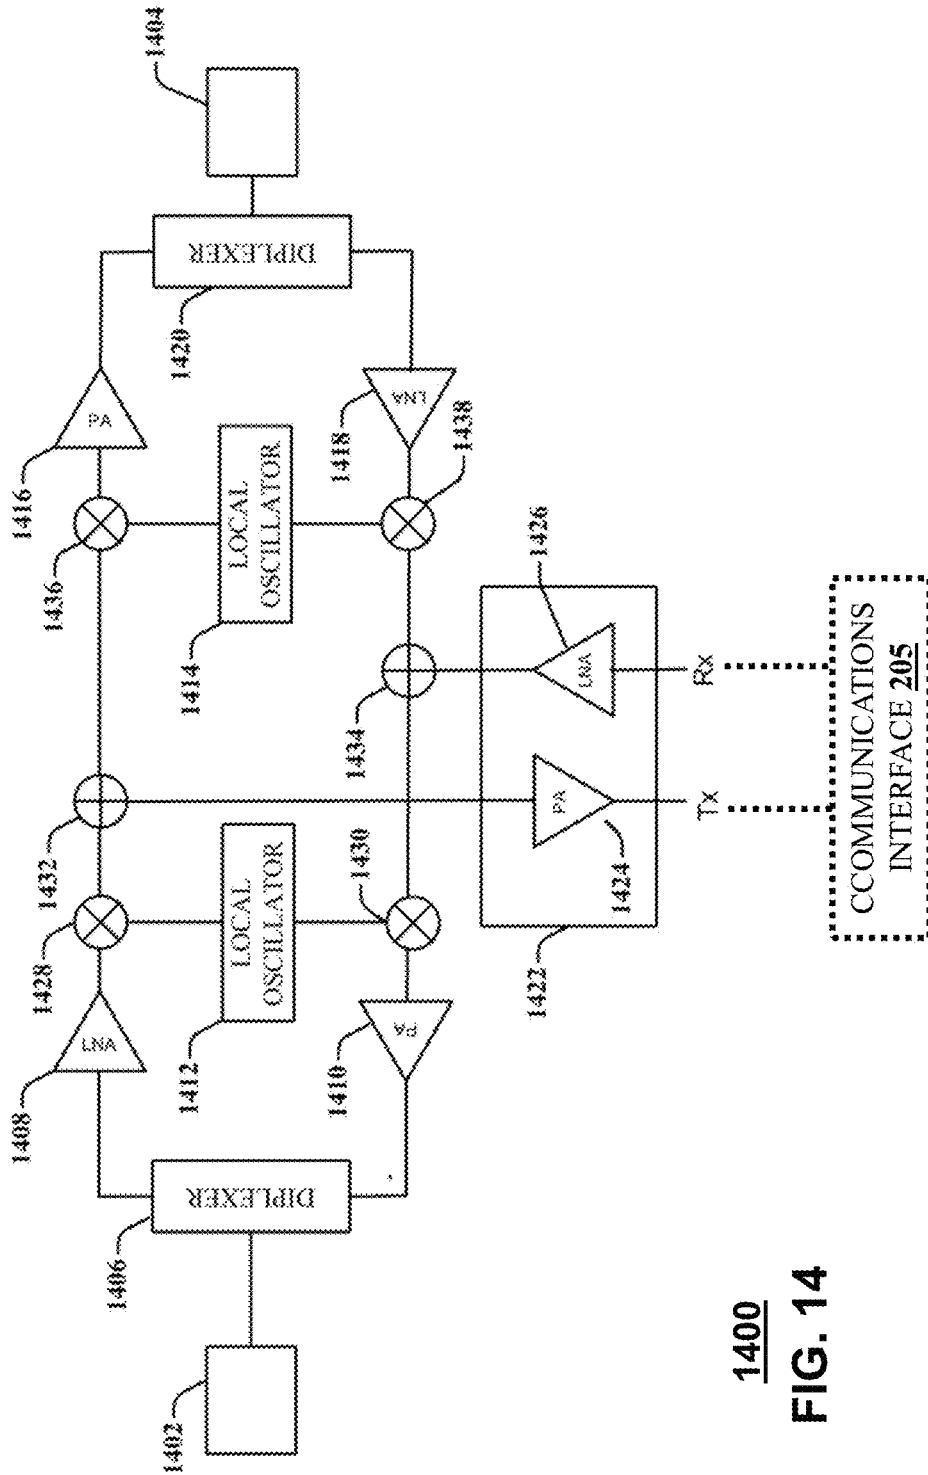 1404
1416
PA
1420
DIPLEXER
1436
1414
LOCAL
OSCILLATOR
1418
LNA
1438
1432
1434
1426
LNA
Rx
1428
1412
LOCAL
OSCILLATOR
1430
PA
1424
Tx
CCOMMUNICATIONS
INTERFACE 205
1408
LNA
1410
PA
1422
1406
DIPLEXER
1402
1400
FIG. 14